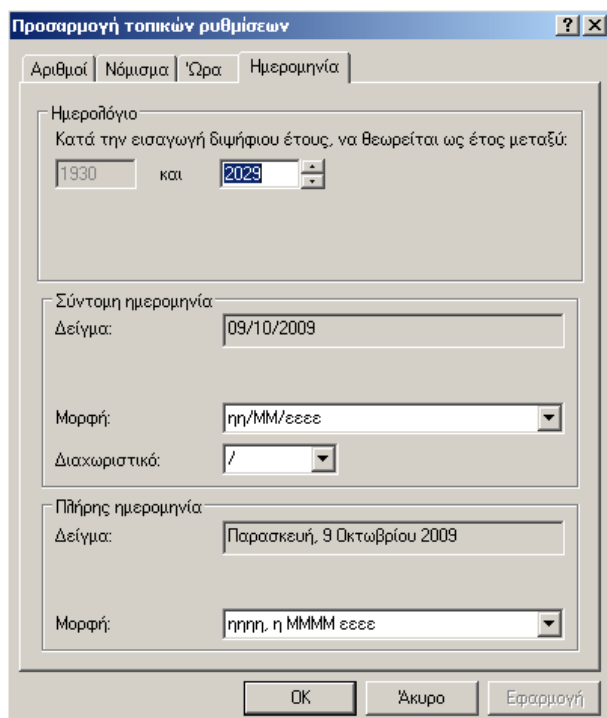 Προσαρμογή τοπικών ρυθμίσεων
Αριθμοί Νόμισμα Ώρα Ημερομηνία
Ημερολόγιο
Κατά την εισαγωγή διψήφιου έτους, να θεωρείται ως έτος μεταξύ:
1930 και 2029
Σύντομη ημερομηνία
Δείγμα: 09/10/2009
Μορφή: ηη/ΜΜ/εεεε
Διαχωριστικό: /
Πλήρης ημερομηνία
Δείγμα: Παρασκευή, 9 Οκτωβρίου 2009
Μορφή: ηηηη, η ΜΜΜΜ εεεε
OK Άκυρο Εφαρμογή